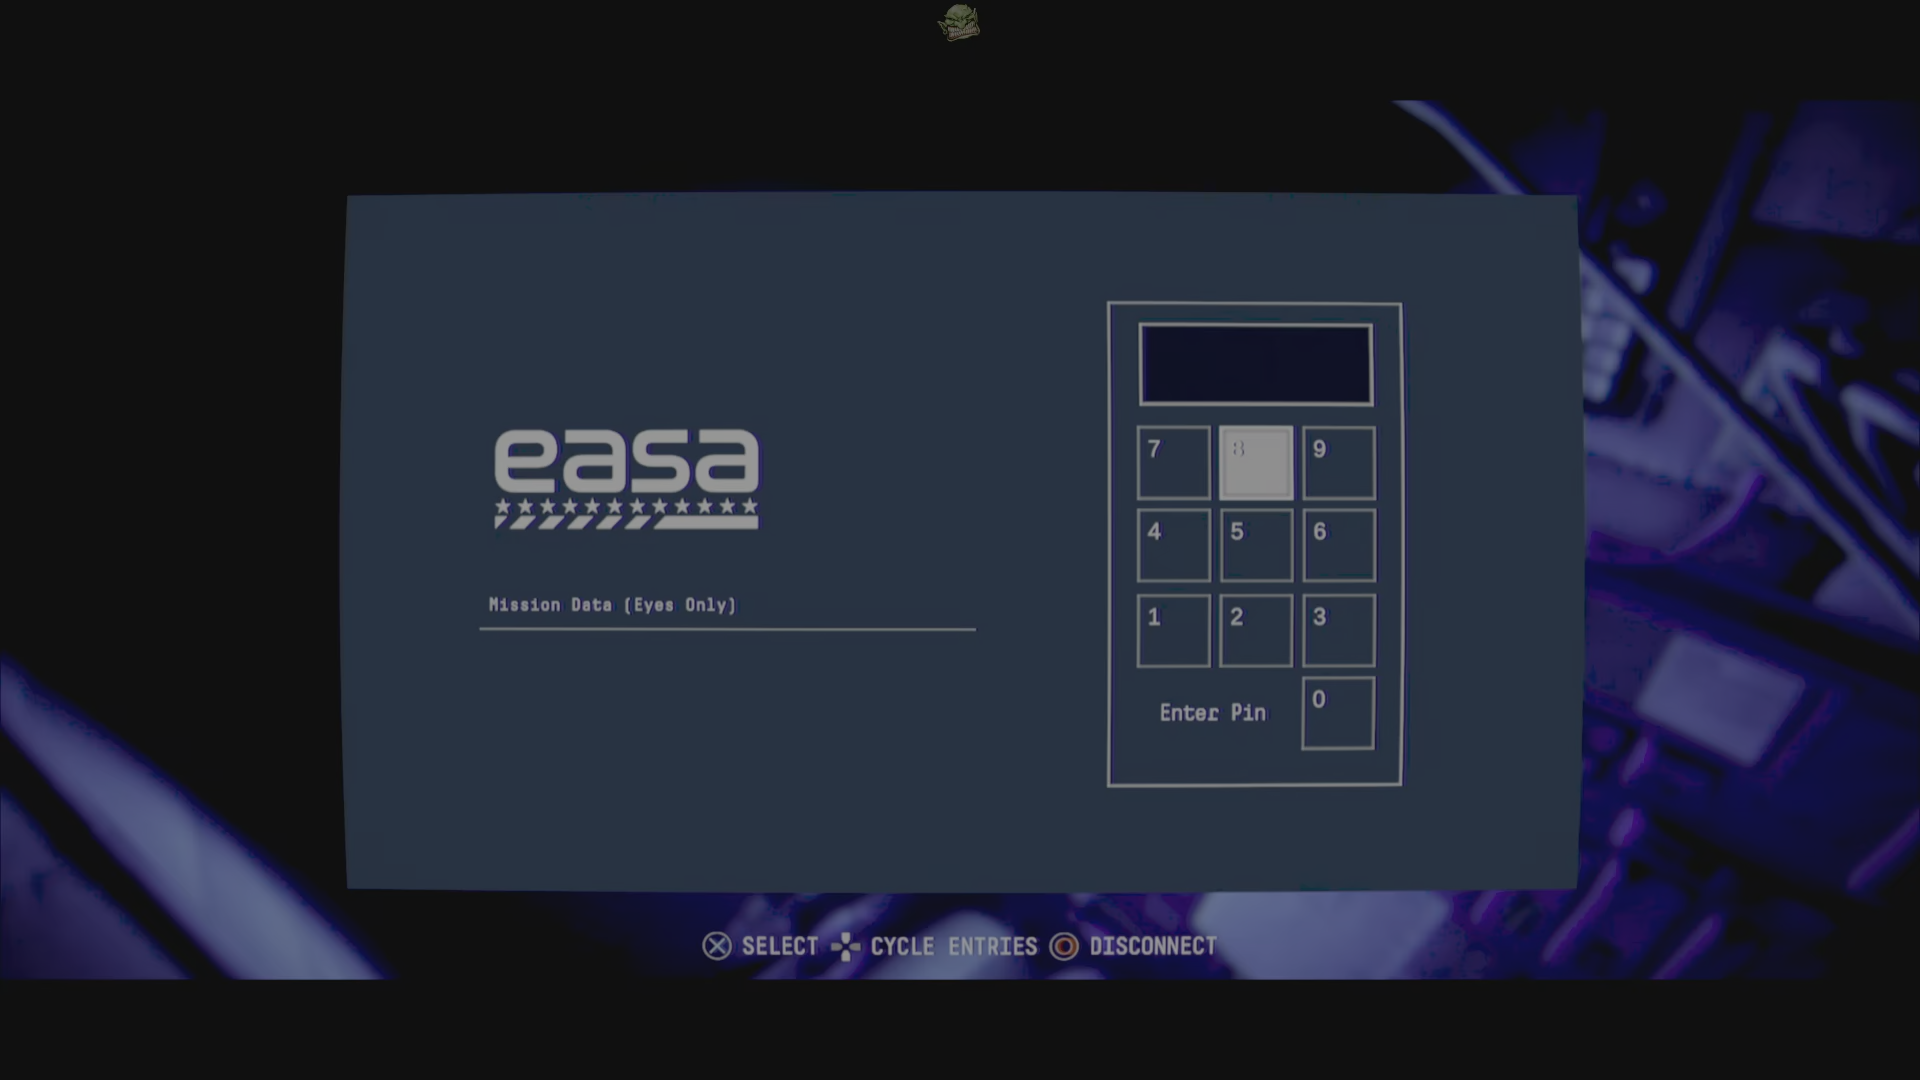 easa
Mission Data (Eyes Only)
7 8 9
4 5 6
1 2 3
Enter Pin 0
SELECT CYCLE ENTRIES DISCONNECT